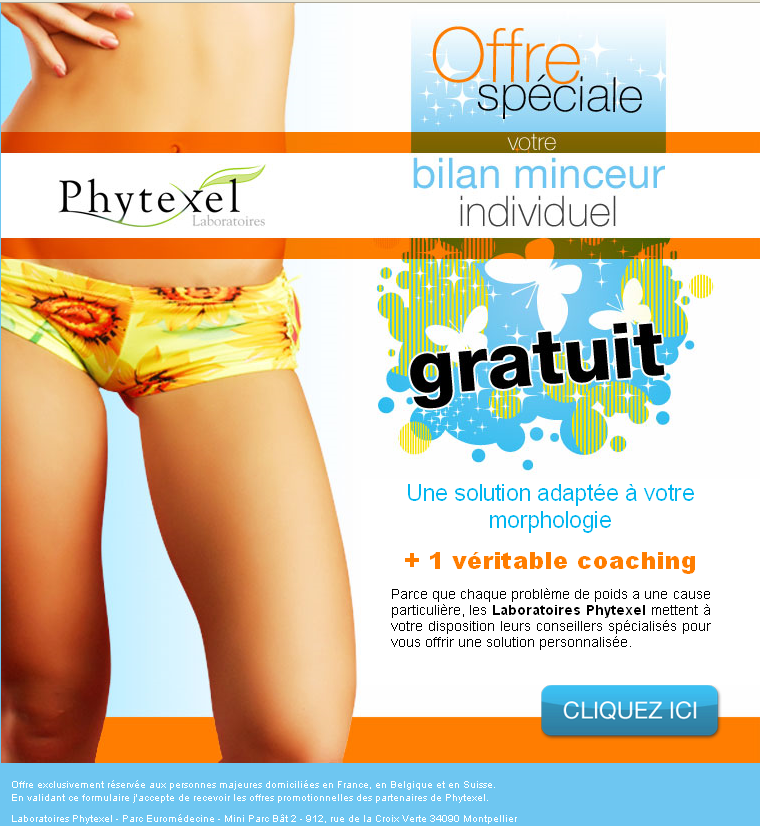 Offre
spéciale
votre
bilan minceur
individuel
Phytexel
Laboratoires
gratuit
Une solution adaptée à votre
morphologie
+ 1 véritable coaching
Parce que chaque problème de poids a une cause
particulière, les Laboratoires Phytexel mettent à
votre disposition leurs conseillers spécialisés pour
vous offrir une solution personnalisée.
CLIQUEZ ICI
Offre exclusivement réservée aux personnes majeures domiciliées en France, en Belgique et en Suisse.
En validant ce formulaire j'accepte de recevoir les offres promotionnelles des partenaires de Phytexel.
Laboratoires Phytexel - Parc Euromédecine - Mini Parc Bât 2 - 912, rue de la Croix Verte 34090 Montpellier